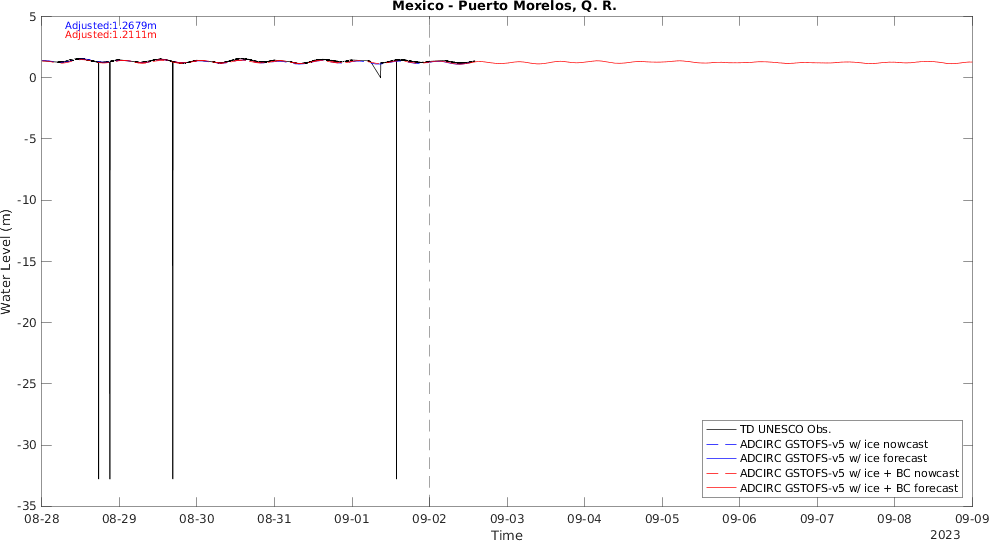 Mexico - Puerto Morelos, Q. R.
Adjusted:1.2679m
Adjusted:1.2111m
5
0
-5
-10
-15
-20
-25
-30
-35
Water Level (m)
TD UNESCO Obs.
ADCIRC GSTOFS-v5 w/ ice nowcast
ADCIRC GSTOFS-v5 w/ ice forecast
ADCIRC GSTOFS-v5 w/ ice + BC nowcast
ADCIRC GSTOFS-v5 w/ ice + BC forecast
08-28 08-29 08-30 08-31 09-01 09-02 09-03 09-04 09-05 09-06 09-07 09-08 09-09
Time
2023